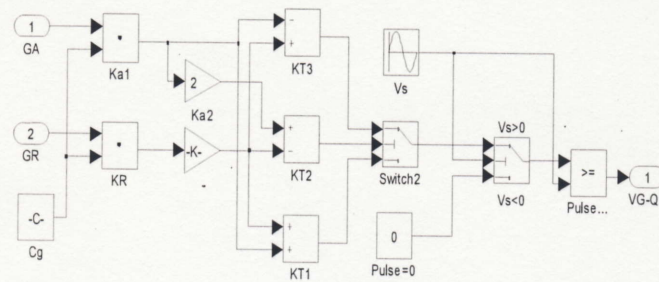 1
GA
Ka1
2
Ka2
2
GR
KR
-K-
-C-
Cg
-
+
KT3
+
-
KT2
+
+
KT1
Switch2
Vs
0
Pulse=0
Vs>0
Vs<0
>=
Pulse...
1
VG-Q